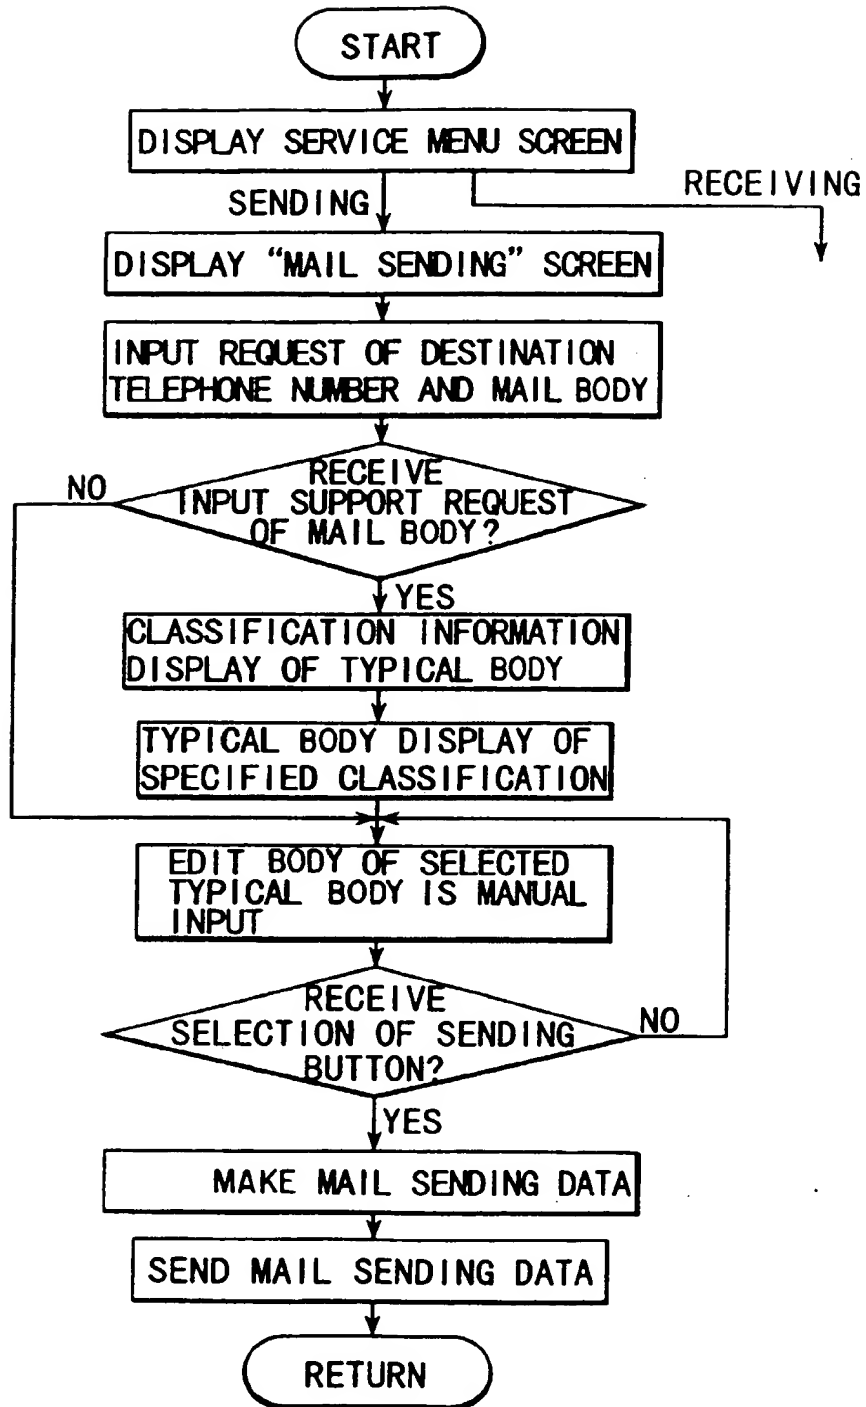 START
DISPLAY SERVICE MENU SCREEN
RECEIVING
SENDING
DISPLAY “MAIL SENDING” SCREEN
INPUT REQUEST OF DESTINATION
TELEPHONE NUMBER AND MAIL BODY
NO
RECEIVE
INPUT SUPPORT REQUEST
OF MAIL BODY?
YES
CLASSIFICATION INFORMATION
DISPLAY OF TYPICAL BODY
TYPICAL BODY DISPLAY OF
SPECIFIED CLASSIFICATION
EDIT BODY OF SELECTED
TYPICAL BODY IS MANUAL
INPUT
RECEIVE
SELECTION OF SENDING
BUTTON?
NO
YES
MAKE MAIL SENDING DATA
SEND MAIL SENDING DATA
RETURN